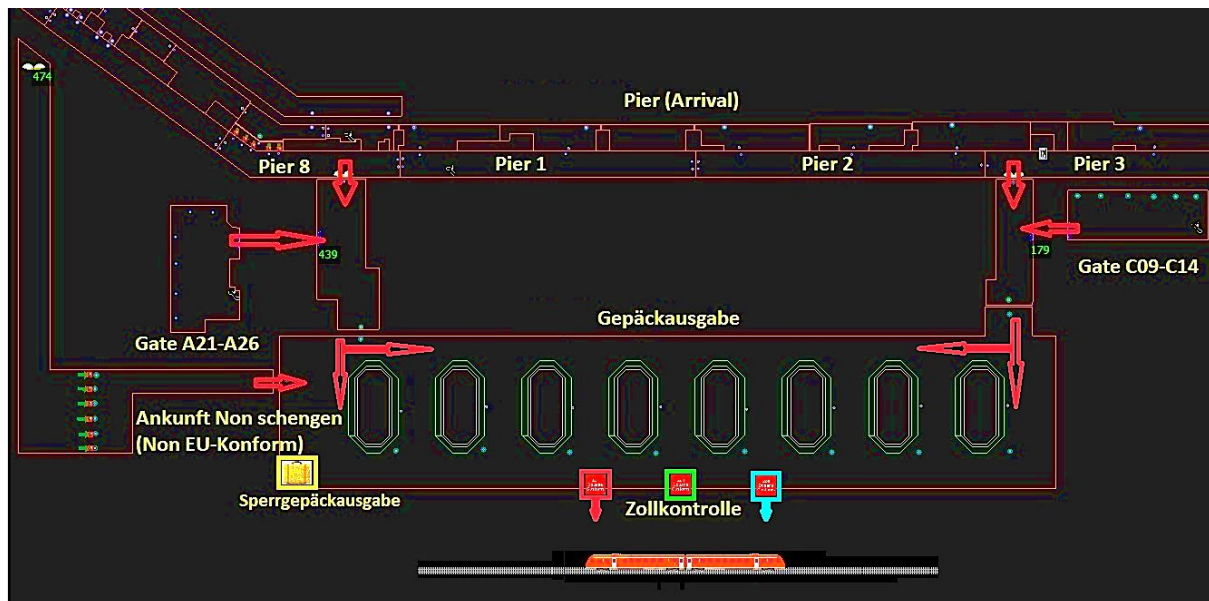 474
Pier (Arrival)
Pier 8
Pier 1
Pier 2
Pier 3
439
179
Gate C09-C14
Gepäckausgabe
Gate A21-A26
Ankunft Non schengen
(Non EU-Konform)
Sperrgepäckausgabe
Zollkontrolle